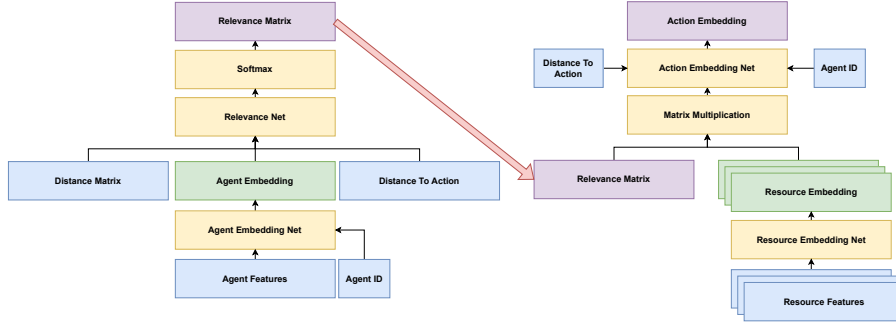 Relevance Matrix
Softmax
Relevance Net
Distance Matrix
Agent Embedding
Distance To Action
Agent Embedding Net
Agent Features
Agent ID
Action Embedding
Distance To
Action
Action Embedding Net
Agent ID
Matrix Multiplication
Relevance Matrix
Resource Embedding
Resource Embedding Net
Resource Features